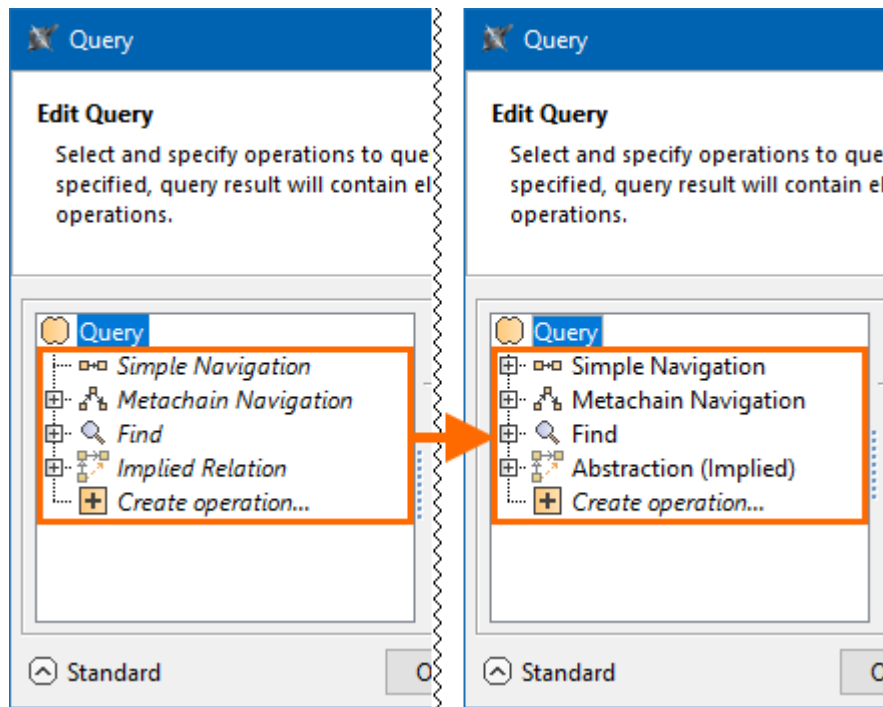 Query
Edit Query
Select and specify operations to que
specified, query result will contain el
operations.
Query
Simple Navigation
Metachain Navigation
Find
Implied Relation
Create operation...
Standard
O
Query
Edit Query
Select and specify operations to que
specified, query result will contain el
operations.
Query
Simple Navigation
Metachain Navigation
Find
Abstraction (Implied)
Create operation...
Standard